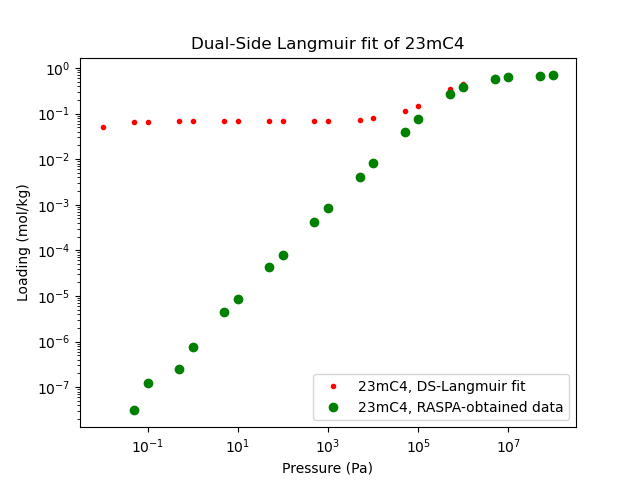 Dual-Side Langmuir fit of 23mC4
10⁰
10⁻¹
10⁻²
10⁻³
10⁻⁴
10⁻⁵
10⁻⁶
10⁻⁷
Loading (mol/kg)
23mC4, DS-Langmuir fit
23mC4, RASPA-obtained data
10⁻¹ 10¹ 10³ 10⁵ 10⁷
Pressure (Pa)